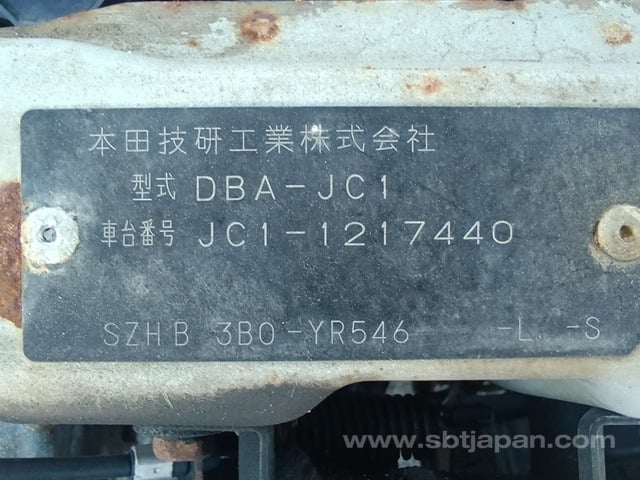 本田技研工業株式会社
型式 DBA-JC1
車台番号 JC1-1217440
SZHB 3B0-YR546 -L -S
www.sbtjapan.com